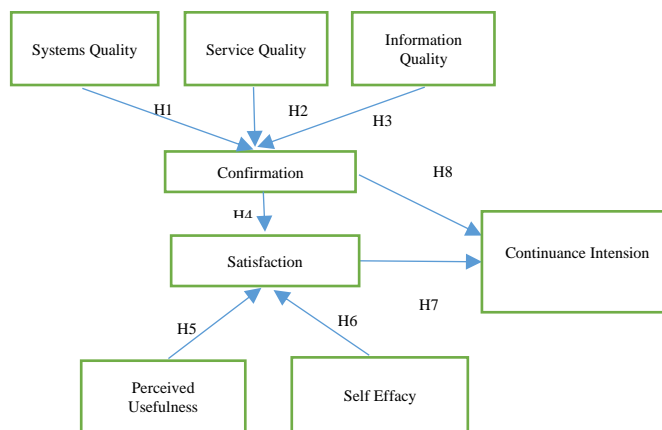 Systems Quality
Service Quality
Information
Quality
H1
H2
H3
Confirmation
H8
H4
Satisfaction
Continuance Intension
H7
H5
H6
Perceived
Usefulness
Self Effacy